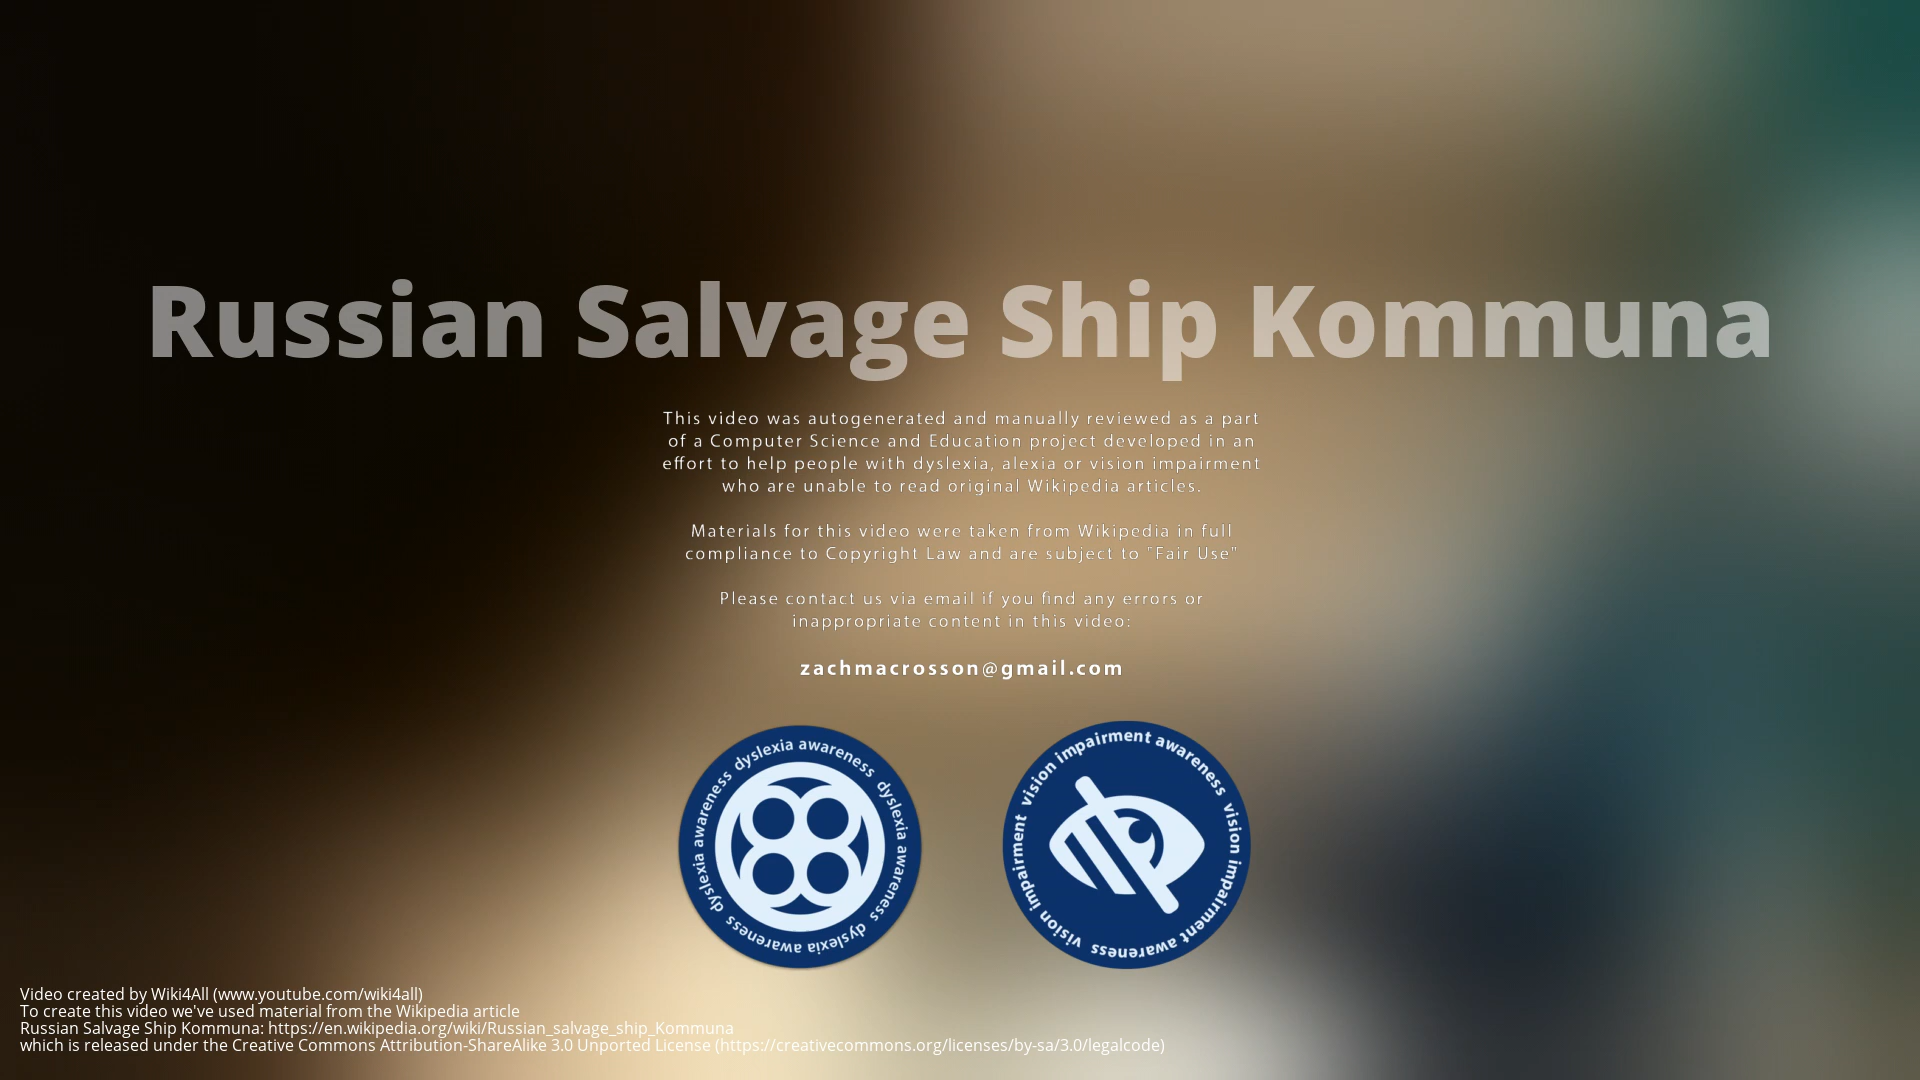 Russian Salvage Ship Kommuna
This video was autogenerated and manually reviewed as a part
of a Computer Science and Education project developed in an
effort to help people with dyslexia, alexia or vision impairment
who are unable to read original Wikipedia articles.
Materials for this video were taken from Wikipedia in full
compliance to Copyright Law and are subject to "Fair Use"
Please contact us via email if you find any errors or
inappropriate content in this video:
zachmacrosson@gmail.com
dyslexia awareness dyslexia awareness dyslexia awareness dyslexia awareness
vision impairment awareness vision impairment awareness vision impairment
Video created by Wiki4All (www.youtube.com/wiki4all)
To create this video we've used material from the Wikipedia article
Russian Salvage Ship Kommuna: https://en.wikipedia.org/wiki/Russian_salvage_ship_Kommuna
which is released under the Creative Commons Attribution-ShareAlike 3.0 Unported License (https://creativecommons.org/licenses/by-sa/3.0/legalcode)